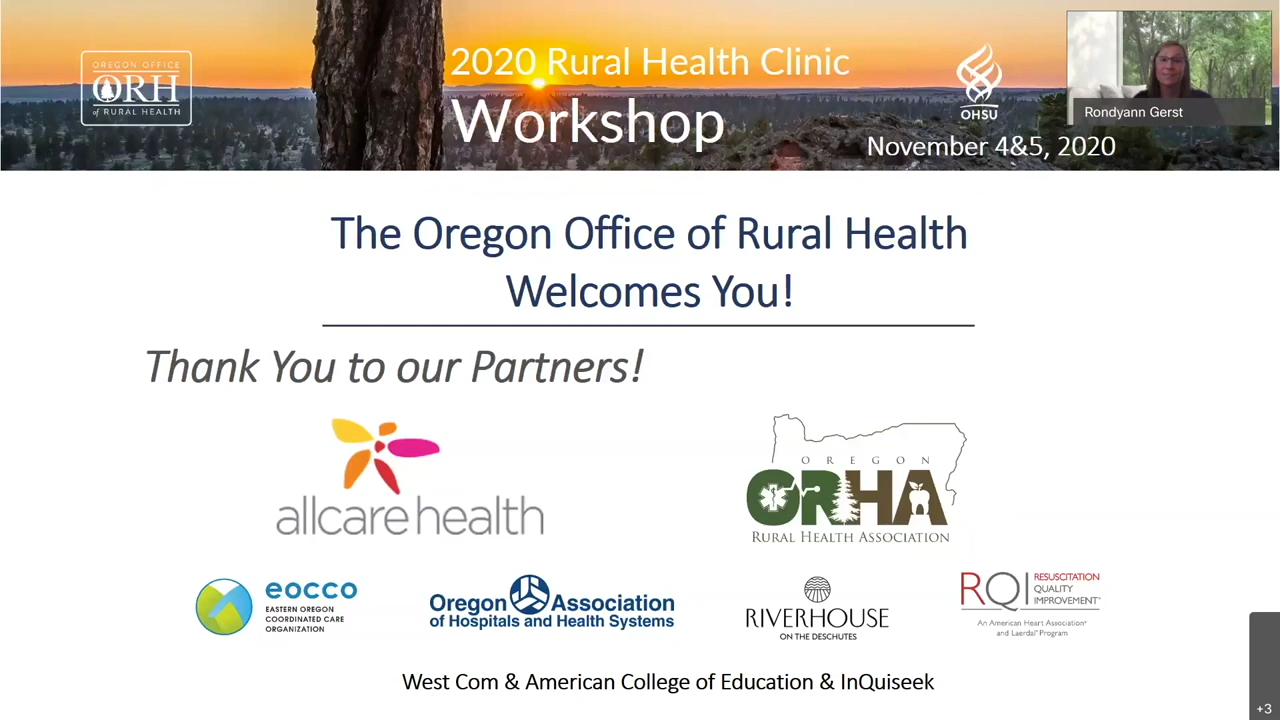 OREGON OFFICE
ORH
of RURAL HEALTH
2020 Rural Health Clinic
Workshop
OHSU
November 4&5, 2020
Rondyann Gerst
The Oregon Office of Rural Health
Welcomes You!
Thank You to our Partners!
allcare health
OREGON
ORHA
RURAL HEALTH ASSOCIATION
eocco
EASTERN OREGON
COORDINATED CARE
ORGANIZATION
Oregon Association
of Hospitals and Health Systems
RIVERHOUSE
ON THE DESCHUTES
RQI RESUSCITATION
QUALITY
IMPROVEMENT
An American Heart Association
and Laerdal Program
West Com & American College of Education & InQuiseek
+3